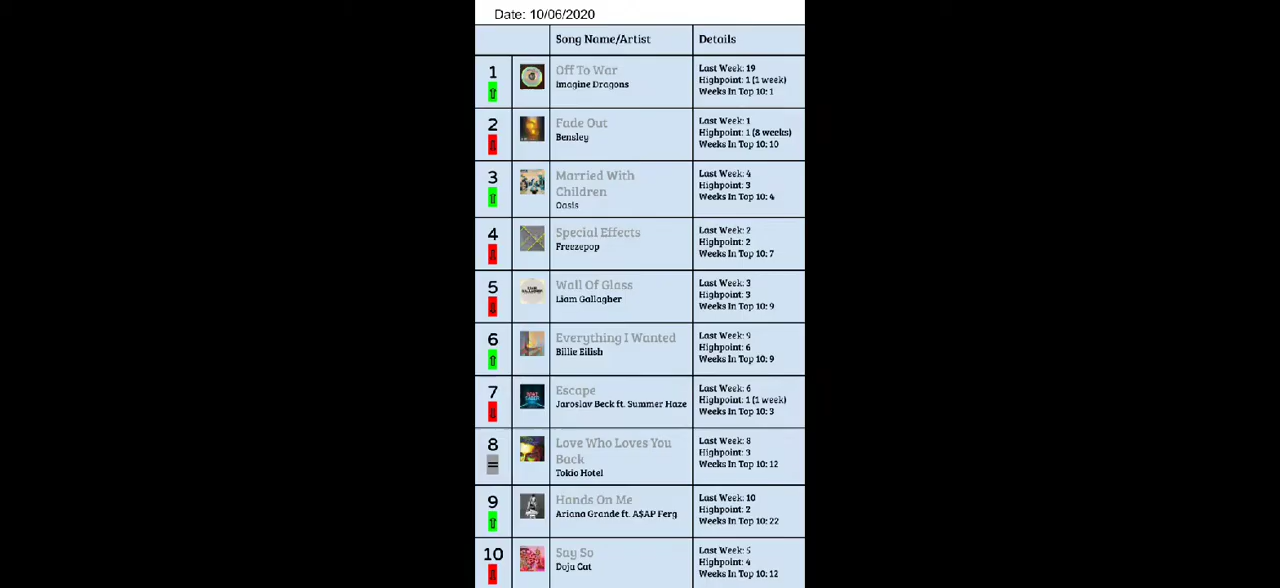 Date: 10/06/2020
Song Name/Artist
Details
1
Off To War
Imagine Dragons
Last Week: 19
Highpoint: 1 (1 week)
Weeks In Top 10: 1
2
Fade Out
Bensley
Last Week: 1
Highpoint: 1 (8 weeks)
Weeks In Top 10: 10
3
Married With
Children
Oasis
Last Week: 4
Highpoint: 3
Weeks In Top 10: 4
4
Special Effects
Freezepop
Last Week: 2
Highpoint: 2
Weeks In Top 10: 7
5
Wall Of Glass
Liam Gallagher
Last Week: 3
Highpoint: 3
Weeks In Top 10: 9
6
Everything I Wanted
Billie Eilish
Last Week: 9
Highpoint: 6
Weeks In Top 10: 9
7
Escape
Jaroslav Beck ft. Summer Haze
Last Week: 6
Highpoint: 1 (1 week)
Weeks In Top 10: 3
8
Love Who Loves You
Back
Tokio Hotel
Last Week: 8
Highpoint: 3
Weeks In Top 10: 12
9
Hands On Me
Ariana Grande ft. A$AP Ferg
Last Week: 10
Highpoint: 2
Weeks In Top 10: 22
10
Say So
Doja Cat
Last Week: 5
Highpoint: 4
Weeks In Top 10: 12